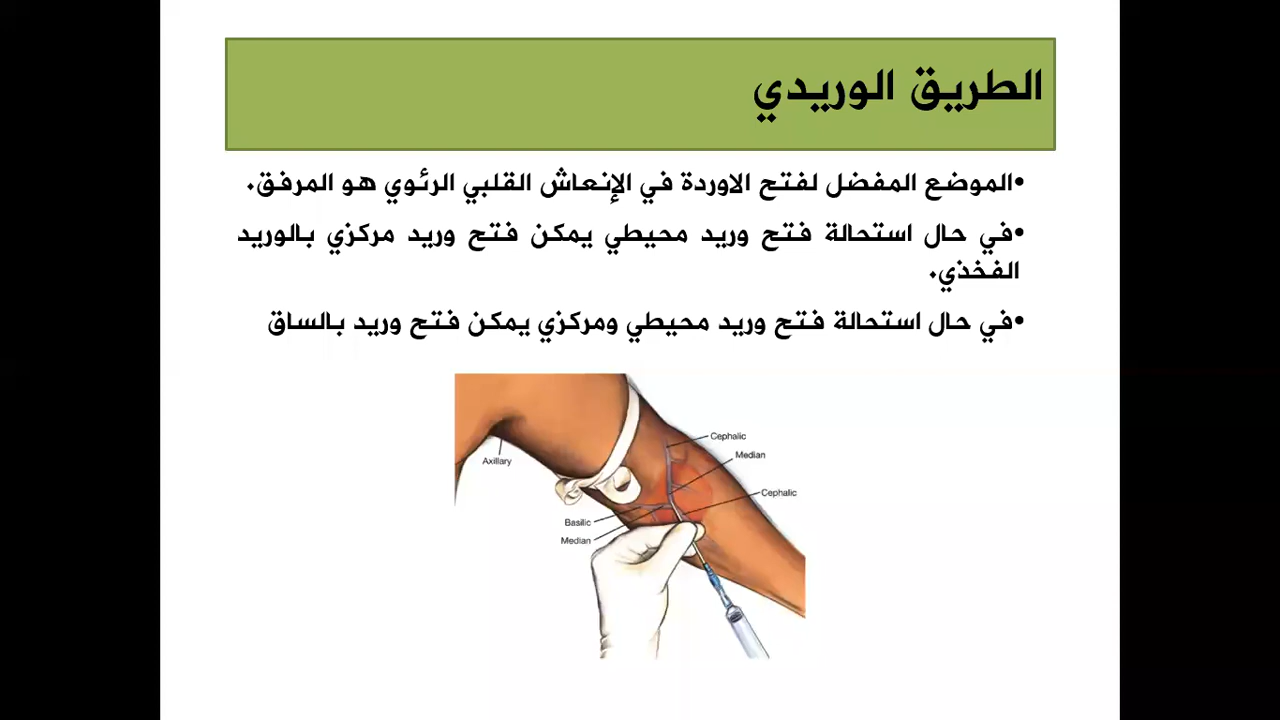 الطريق الوريدي
•الموضع المفضل لفتح الاوردة في الإنعاش القلبي الرئوي هو المرفق.
•في حال استحالة فتح وريد محيطي يمكن فتح وريد مركزي بالوريد
الفخذي.
•في حال استحالة فتح وريد محيطي ومركزي يمكن فتح وريد بالساق
Cephalic
Median
Axillary
Cephalic
Basilic
Median